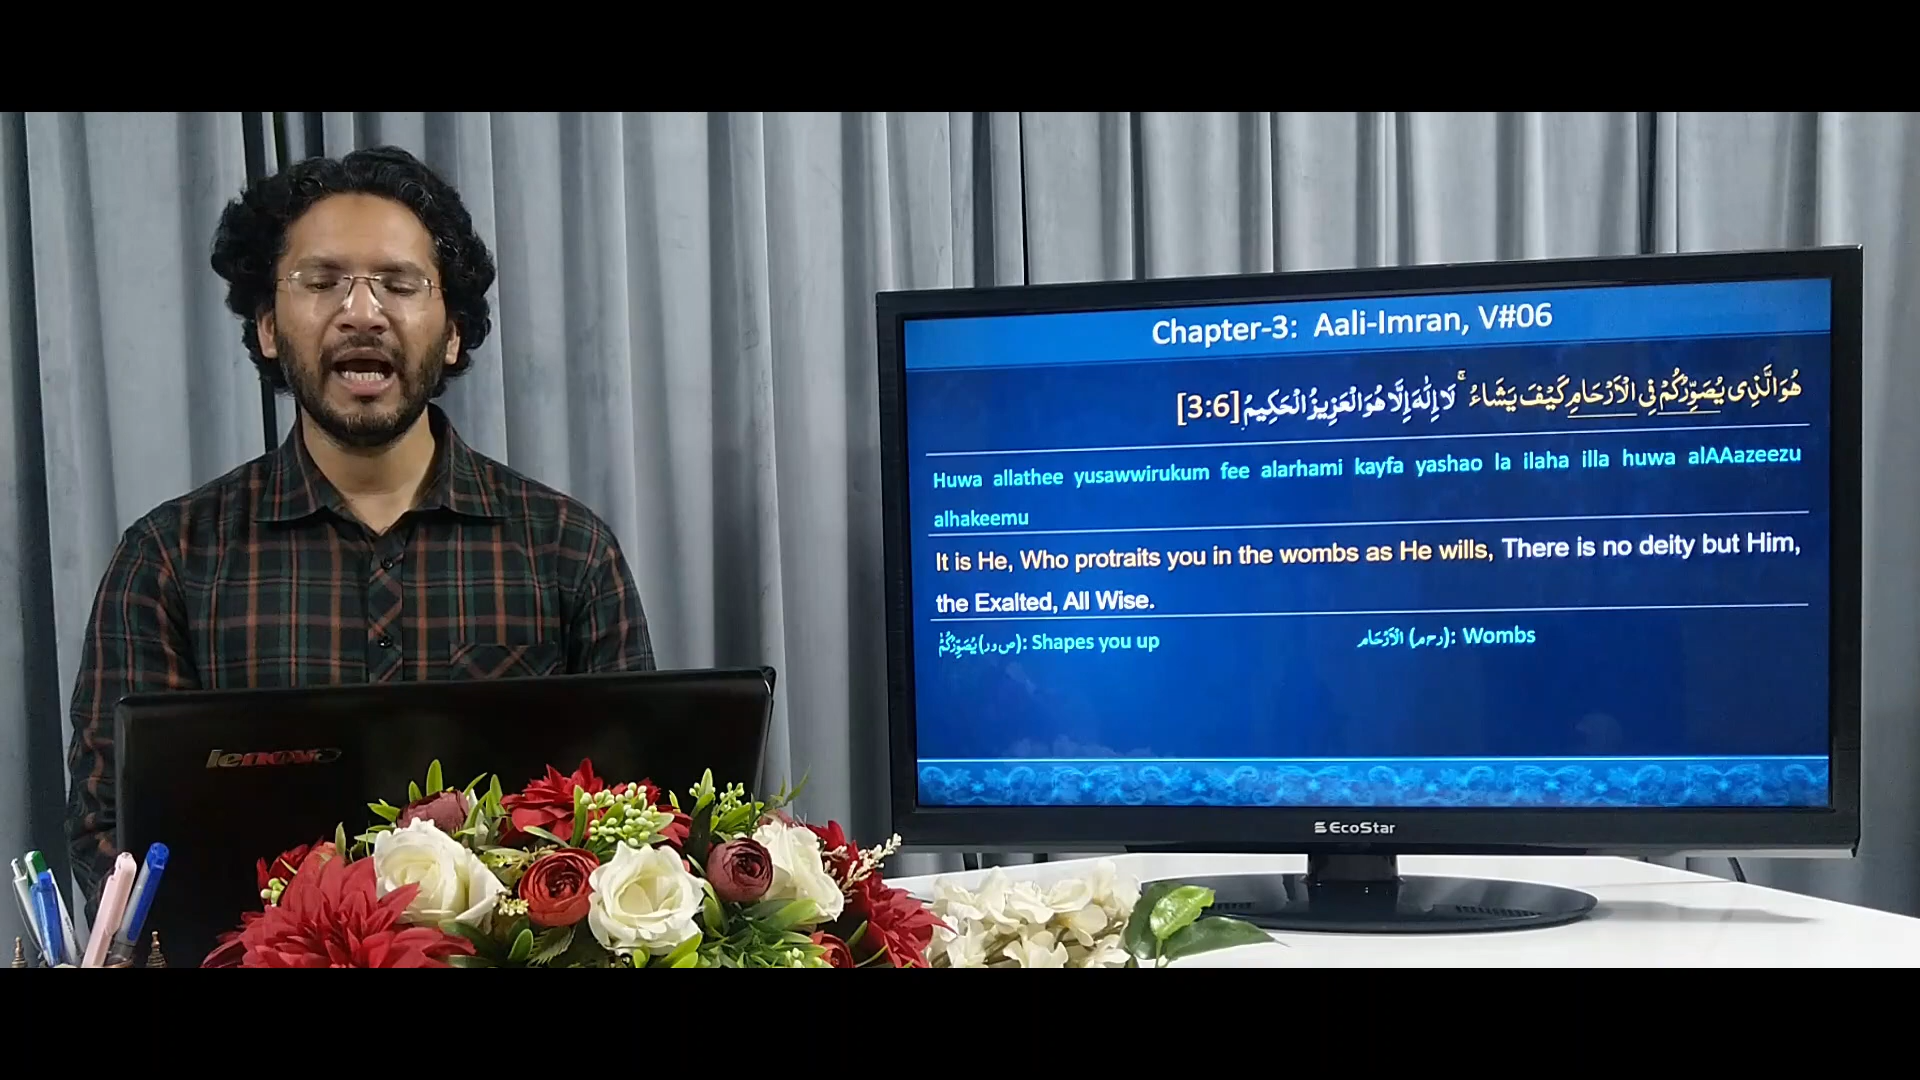 Chapter-3: Aali-Imran, V#06
هُوَ الَّذِى يُصَوِّرُكُمْ فِى الْاَرْحَامِ كَيْفَ يَشَاءُ ۚ لَا إِلٰهَ إِلَّا هُوَ الْعَزِيزُ الْحَكِيمُ [3:6]
Huwa allathee yusawwirukum fee alarhami kayfa yashao la ilaha illa huwa alAAazeezu
alhakeemu
It is He, Who protraits you in the wombs as He wills, There is no deity but Him,
the Exalted, All Wise.
يُصَوِّرُكُمْ (ص و ر): Shapes you up
الْاَرْحَام (ر ح م): Wombs
lenovo
EcoStar